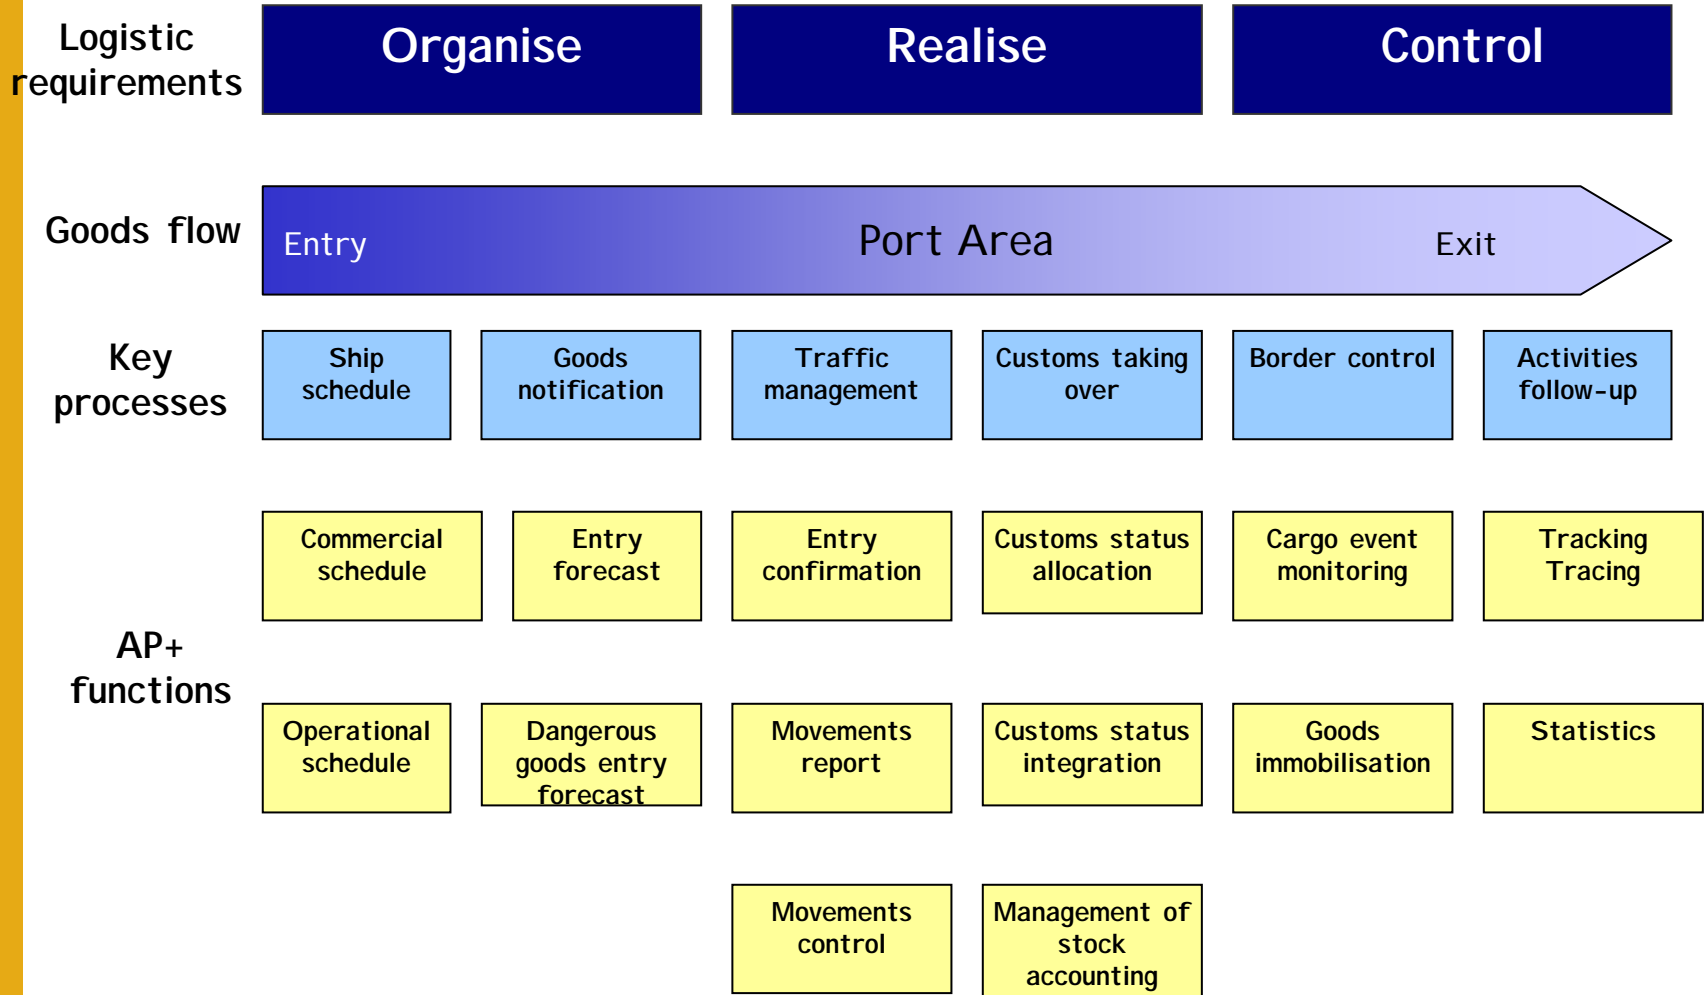 Logistic
requirements
Organise
Realise
Control
Goods flow
Entry
Port Area
Exit
Key
processes
Ship
schedule
Goods
notification
Traffic
management
Customs taking
over
Border control
Activities
follow-up
AP+
functions
Commercial
schedule
Entry
forecast
Entry
confirmation
Customs status
allocation
Cargo event
monitoring
Tracking
Tracing
Operational
schedule
Dangerous
goods entry
forecast
Movements
report
Customs status
integration
Goods
immobilisation
Statistics
Movements
control
Management of
stock
accounting